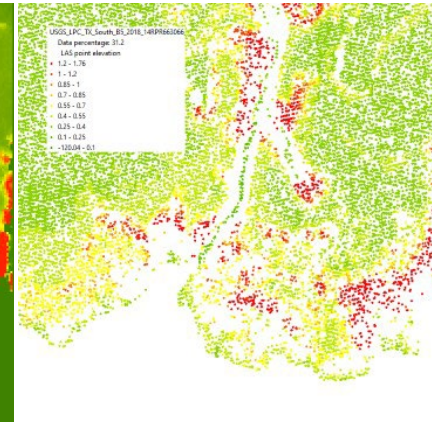 USGS_LPC_TX_South_B5_2018_14RPR663066
Data percentage: 31.2
LAS point elevation
1.2 - 1.76
1 - 1.2
0.85 - 1
0.7 - 0.85
0.55 - 0.7
0.4 - 0.55
0.25 - 0.4
0.1 - 0.25
-120.04 - 0.1